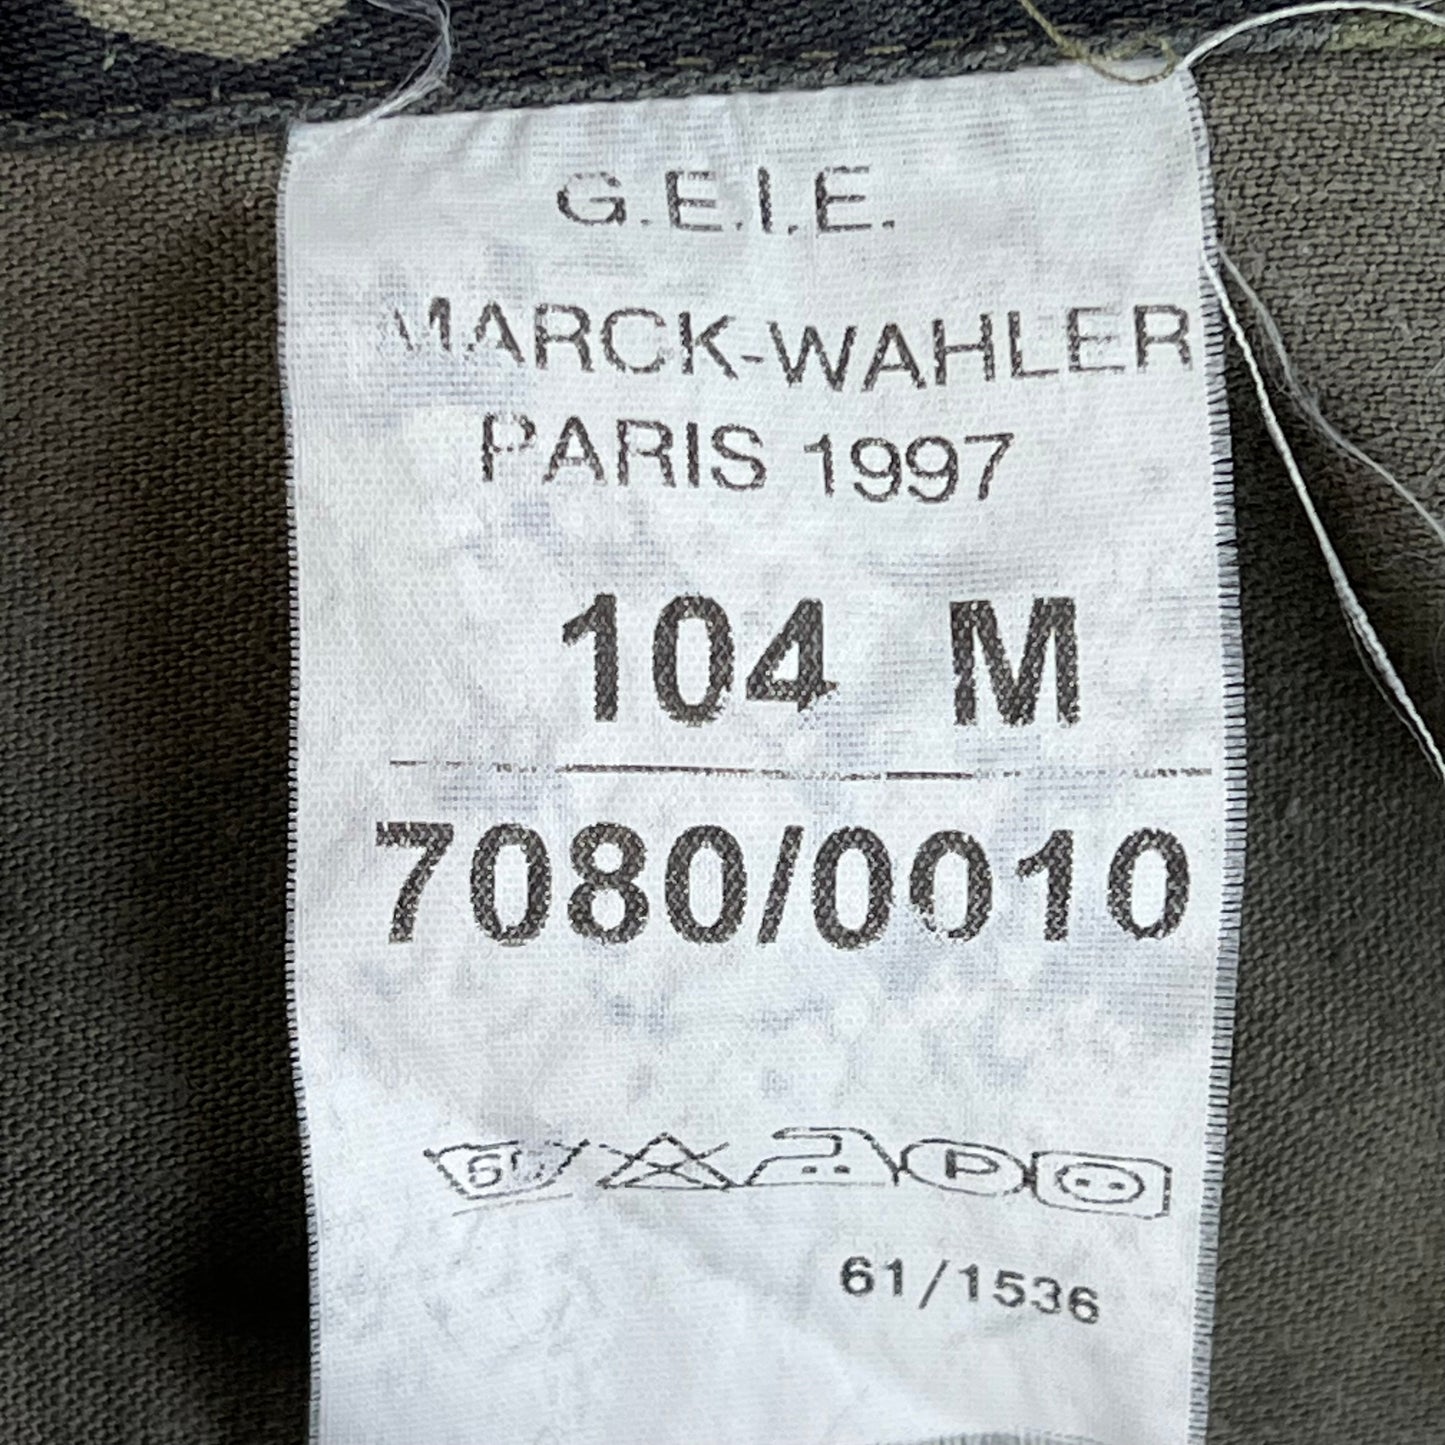 G.E.I.E.
MARCK-WAHLER
PARIS 1997
104 M
7080/0010
P
61/1536